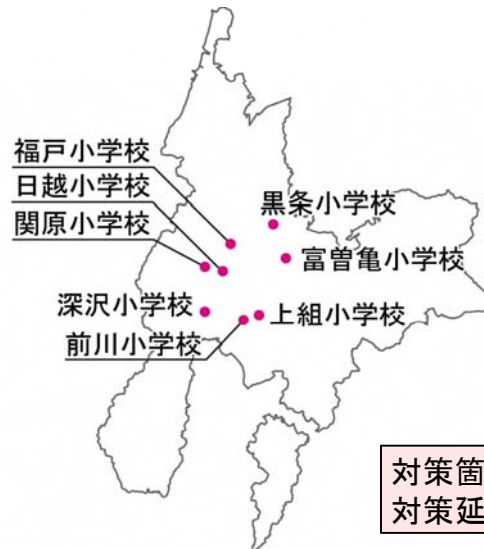 福戸小学校
日越小学校
関原小学校
黒条小学校
富曽亀小学校
深沢小学校
上組小学校
前川小学校
対策箇
対策延